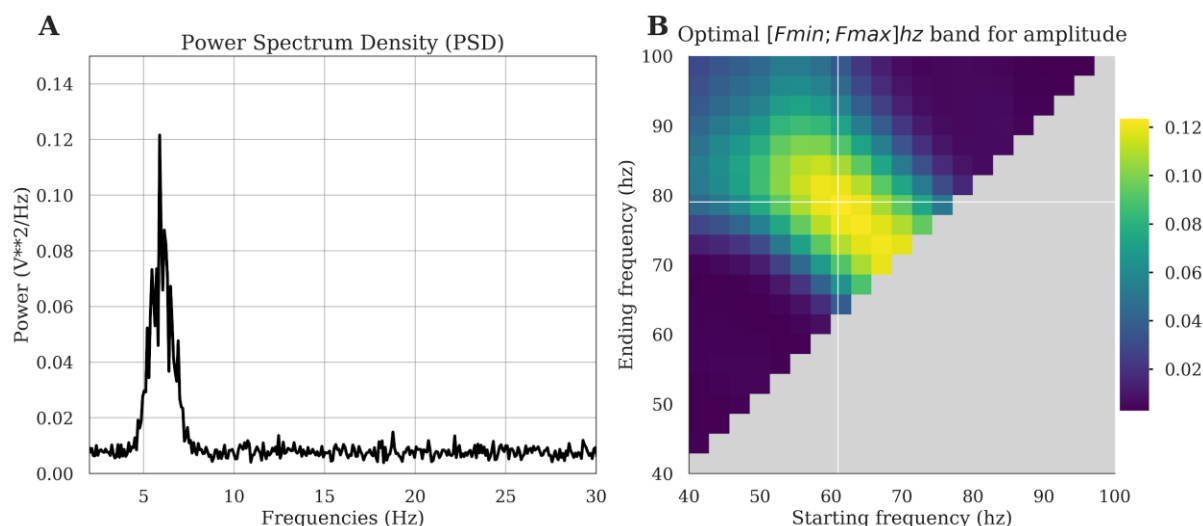 A
Power Spectrum Density (PSD)
0.14
0.12
0.10
0.08
0.06
0.04
0.02
0.00
Power (V**2/Hz)
5 10 15 20 25 30
Frequencies (Hz)
B
Optimal [Fmin; Fmax]hz band for amplitude
100
90
80
70
60
50
40
Ending frequency (hz)
40 50 60 70 80 90 100
Starting frequency (hz)
0.12
0.10
0.08
0.06
0.04
0.02